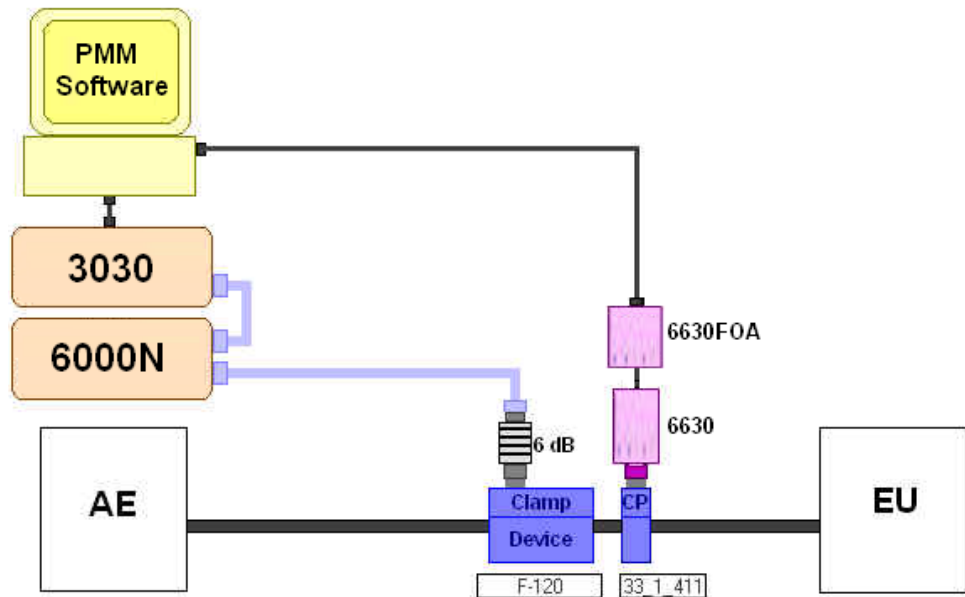 PMM
Software
3030
6000N
6630FOA
6630
6 dB
AE
Clamp
Device
CP
EU
F-120
33_1_411